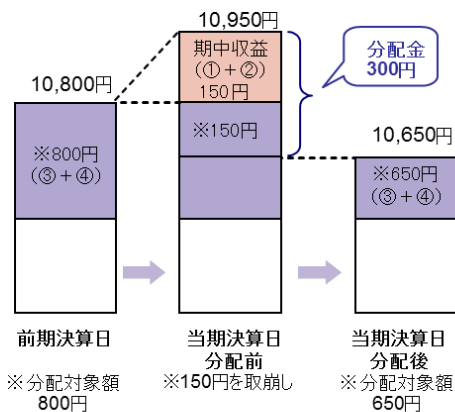 10,950円
期中収益
(①+②)
150円
分配金
300円
10,800円
※150円
10,650円
※800円
(③+④)
※650円
(③+④)
前期決算日
当期決算日
分配前
当期決算日
分配後
※分配対象額
800円
※150円を取崩し
※分配対象額
650円